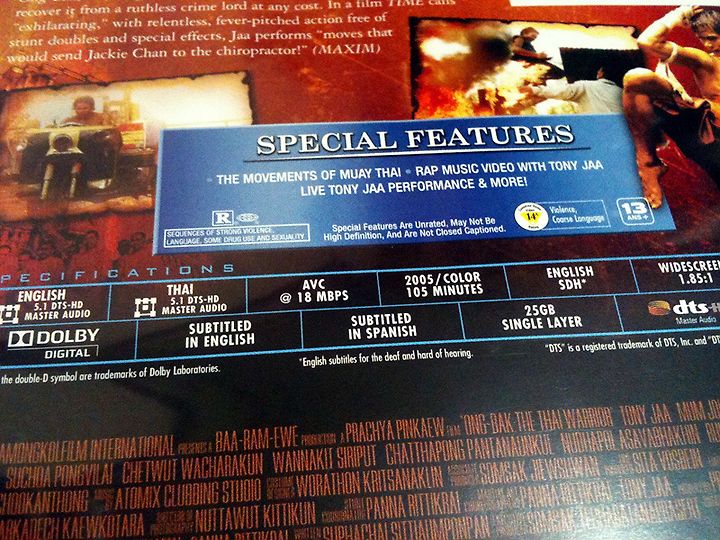 recover it from a ruthless crime lord at any cost. In a film TIME calls
"exhilarating," with relentless, fever-pitched action free of
stunt doubles and special effects, Jaa performs "moves that
would send Jackie Chan to the chiropractor!" (MAXIM)
SPECIAL FEATURES
• THE MOVEMENTS OF MUAY THAI • RAP MUSIC VIDEO WITH TONY JAA
LIVE TONY JAA PERFORMANCE & MORE!
R
SEQUENCES OF STRONG VIOLENCE,
LANGUAGE, SOME DRUG USE AND SEXUALITY.
Special Features Are Unrated, May Not Be
High Definition, And Are Not Closed Captioned.
14
Violence,
Coarse Language
13
ANS +
PECIFICATIONS
ENGLISH
5.1 DTS-HD
MASTER AUDIO
THAI
5.1 DTS-HD
MASTER AUDIO
AVC
@ 18 MBPS
2005/COLOR
105 MINUTES
ENGLISH
SDH*
WIDESCREEN
1.85:1
DOLBY
DIGITAL
SUBTITLED
IN ENGLISH
SUBTITLED
IN SPANISH
25GB
SINGLE LAYER
dts
Master Audio
the double-D symbol are trademarks of Dolby Laboratories.
*English subtitles for the deaf and hard of hearing.
"DTS" is a registered trademark of DTS, Inc. and "DT
AMONGKOLFILM INTERNATIONAL PRESENTS A BAA-RAM-EWE PRODUCTION A PRACHYA PINKAEW FILM "ONG-BAK THE THAI WARRIOR" TONY JAA
SUCHOA PONGVILAI CHETWUT WACHARAKUN WANNAKIT SIRIPUT CHATTHAPONG PANTANAUNKUL
ATOMIX CLUBBING STUDIO WORATHON KRITSANAKLUN
NUTTAWUT KITTIKUN PANNA RITTIKRAI